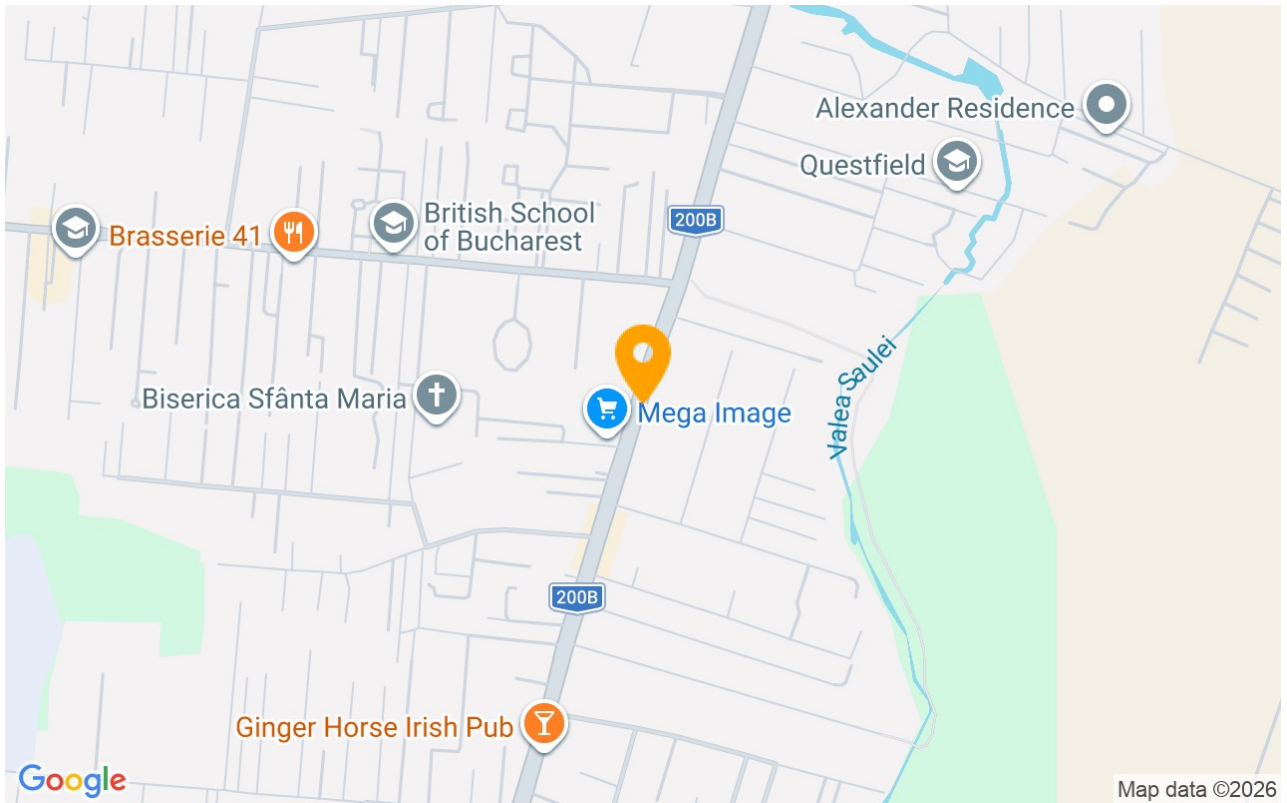 Alexander Residence
Questfield
200B
British School
of Bucharest
Brasserie 41
Valea Saulei
Biserica Sfânta Maria
Mega Image
200B
Ginger Horse Irish Pub
Google
Map data ©2026